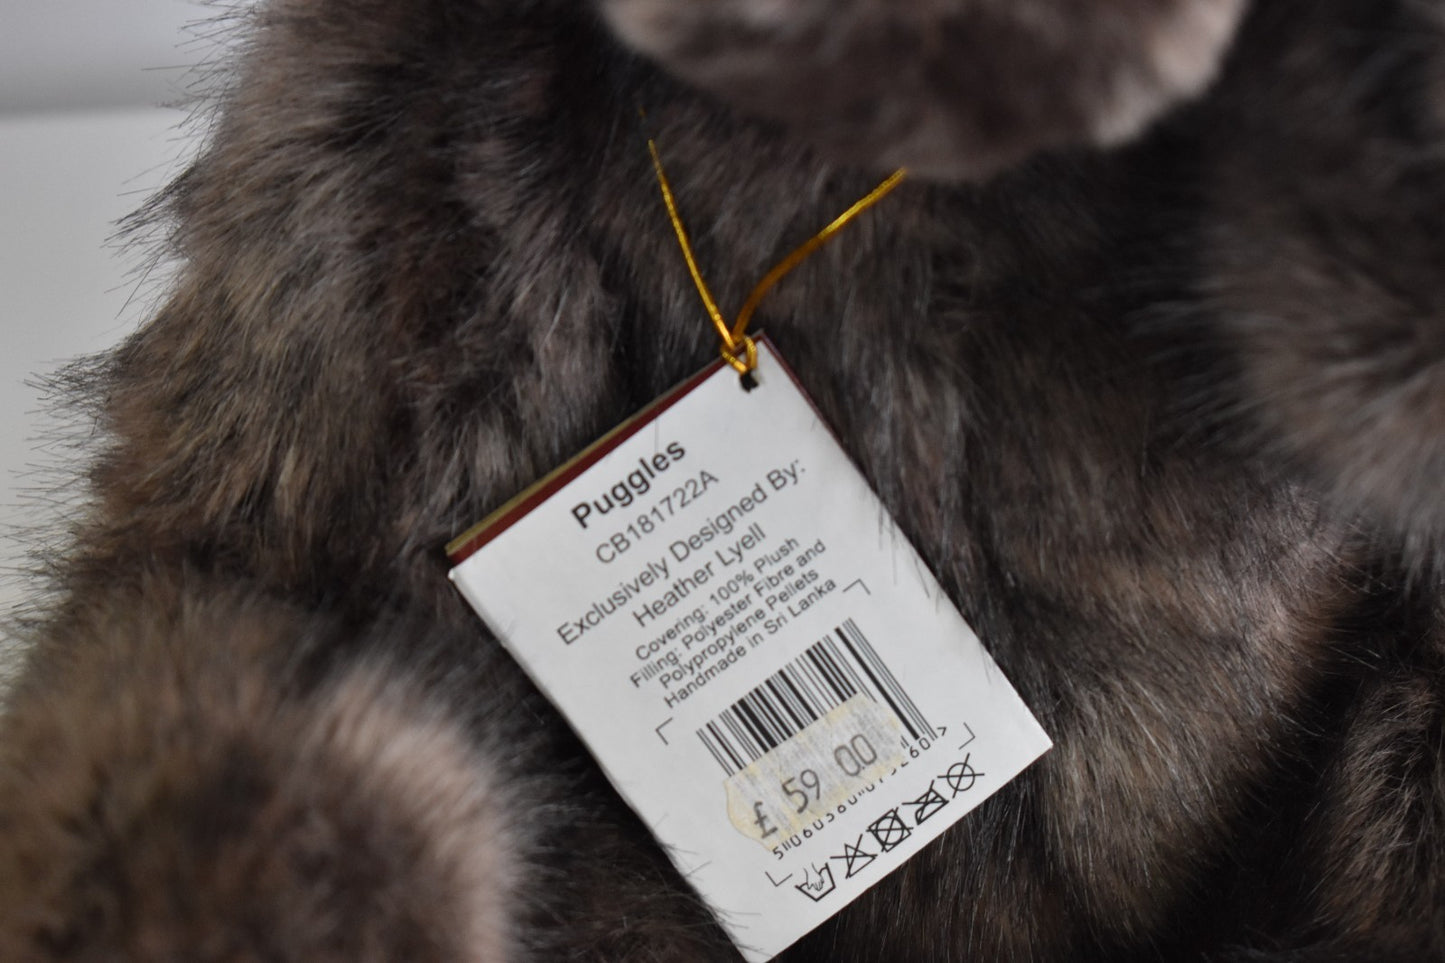 Puggles
CB181722A
Exclusively Designed By:
Heather Lyell
Covering: 100% Plush
Filling: Polyester Fibre and
Polypropylene Pellets
Handmade in Sri Lanka
£ 59 00